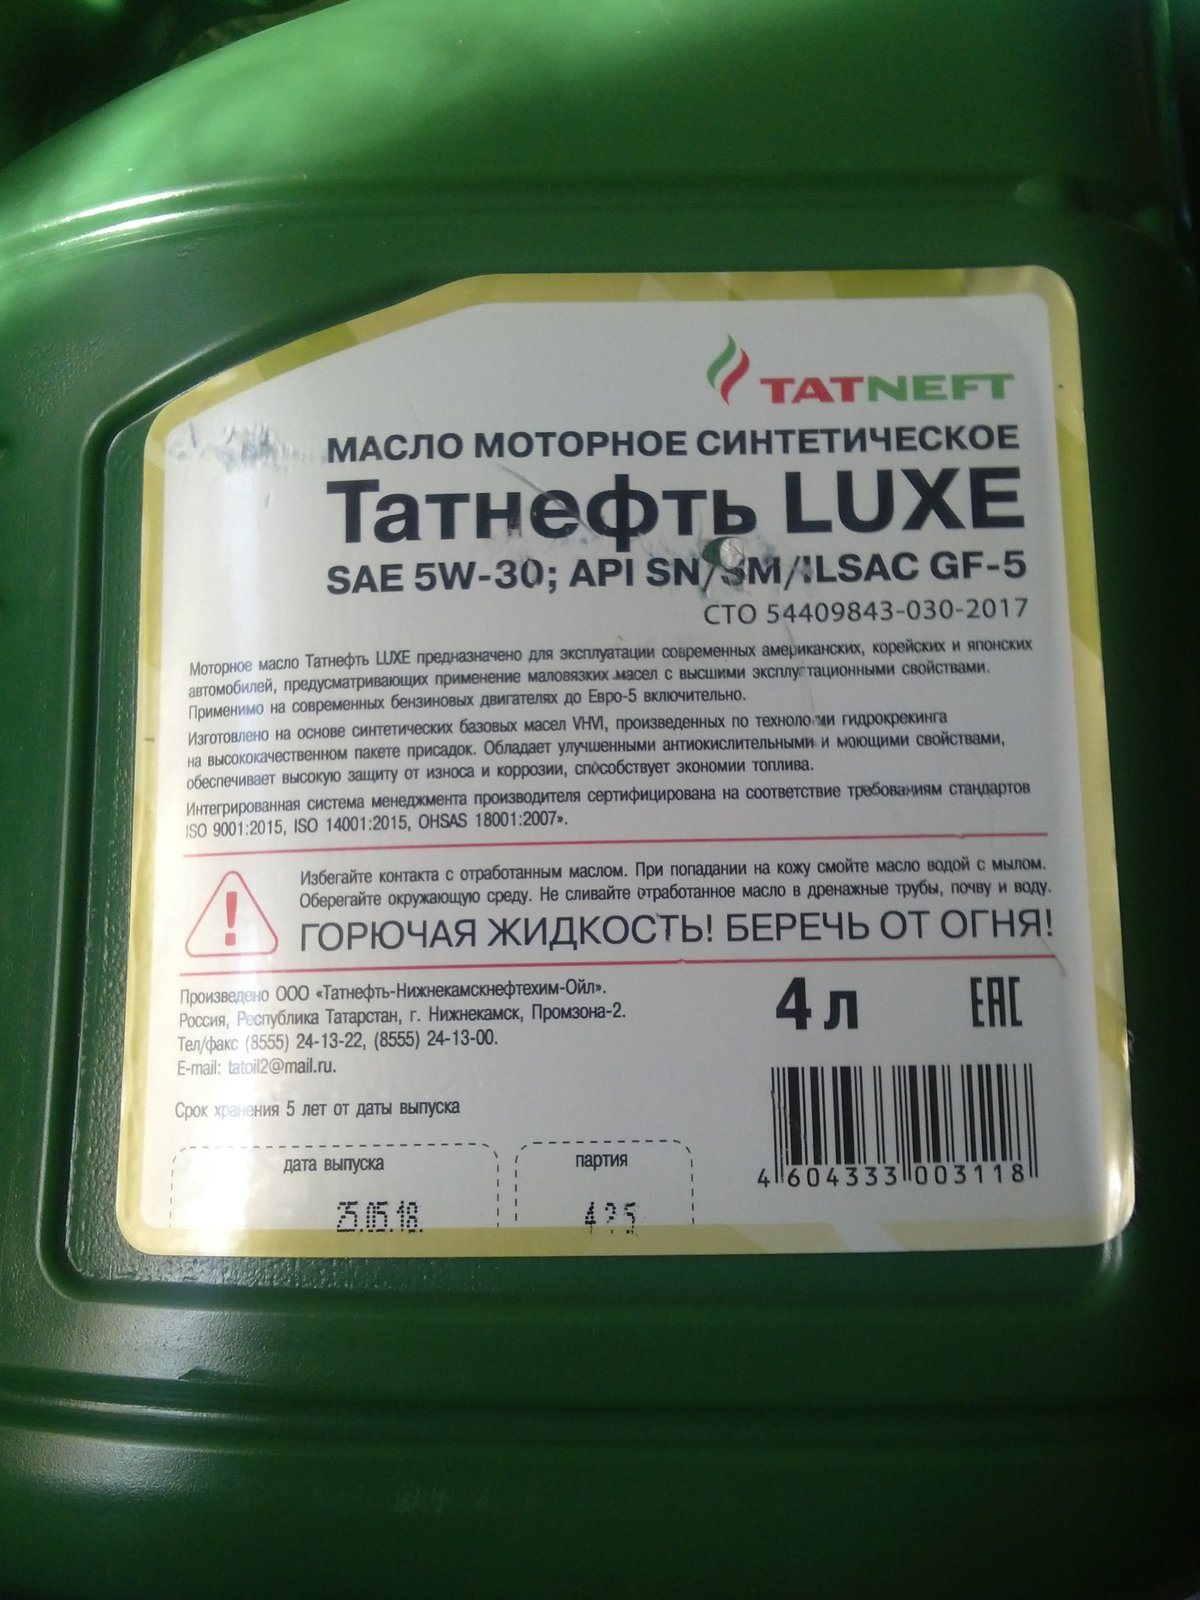 TATNEFT
МАСЛО МОТОРНОЕ СИНТЕТИЧЕСКОЕ
Татнефть LUXE
SAE 5W-30; API SN/SM/ILSAC GF-5
СТО 54409843-030-2017
Моторное масло Татнефть LUXE предназначено для эксплуатации современных американских, корейских и японских
автомобилей, предусматривающих применение маловязких масел с высшими эксплуатационными свойствами.
Применимо на современных бензиновых двигателях до Евро-5 включительно.
Изготовлено на основе синтетических базовых масел VHVI, произведенных по технологии гидрокрекинга
на высококачественном пакете присадок. Обладает улучшенными антиокислительными и моющими свойствами,
обеспечивает высокую защиту от износа и коррозии, способствует экономии топлива.
Интегрированная система менеджмента производителя сертифицирована на соответствие требованиям стандартов
ISO 9001:2015, ISO 14001:2015, OHSAS 18001:2007».
Избегайте контакта с отработанным маслом. При попадании на кожу смойте масло водой с мылом.
Оберегайте окружающую среду. Не сливайте отработанное масло в дренажные трубы, почву и воду.
ГОРЮЧАЯ ЖИДКОСТЬ! БЕРЕЧЬ ОТ ОГНЯ!
Произведено ООО «Татнефть-Нижнекамскнефтехим-Ойл».
Россия, Республика Татарстан, г. Нижнекамск, Промзона-2.
Тел/факс (8555) 24-13-22, (8555) 24-13-00.
E-mail: tatoil2@mail.ru.
4 л
EAC
Срок хранения 5 лет от даты выпуска
дата выпуска
25.05.18.
партия
425
4 604333 003118